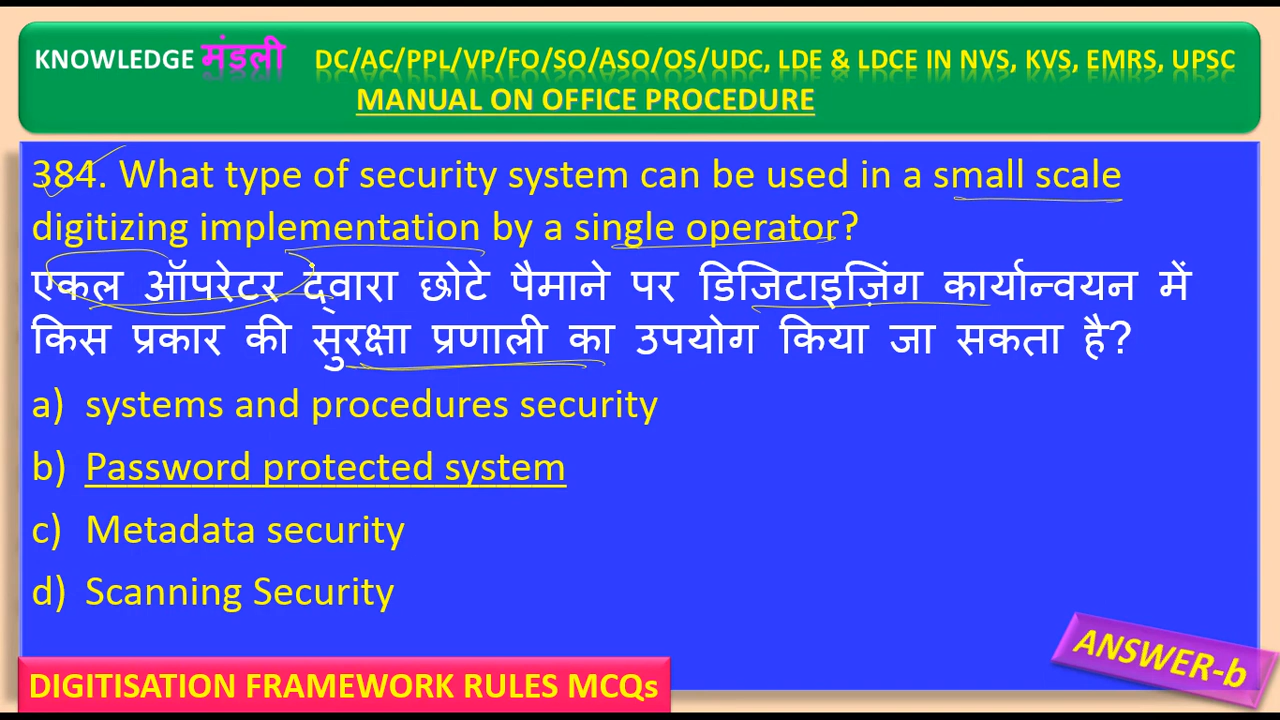 KNOWLEDGE मंडली DC/AC/PPL/VP/FO/SO/ASO/OS/UDC, LDE & LDCE IN NVS, KVS, EMRS, UPSC
MANUAL ON OFFICE PROCEDURE
384. What type of security system can be used in a small scale
digitizing implementation by a single operator?
एकल ऑपरेटर द्वारा छोटे पैमाने पर डिजिटाइज़िंग कार्यान्वयन में
किस प्रकार की सुरक्षा प्रणाली का उपयोग किया जा सकता है?
a) systems and procedures security
b) Password protected system
c) Metadata security
d) Scanning Security
ANSWER-b
DIGITISATION FRAMEWORK RULES MCQs